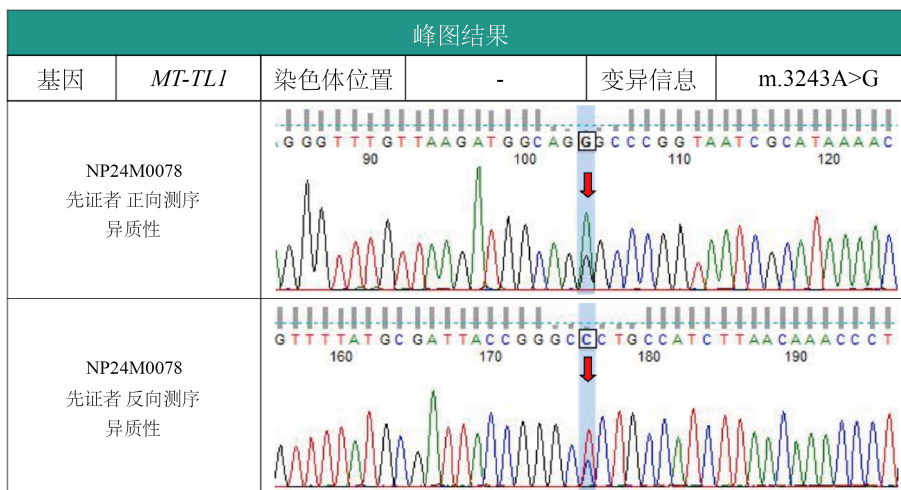 峰图结果
基因 MT-TL1 染色体位置 - 变异信息 m.3243A>G
NP24M0078
先证者 正向测序
异质性
GGGTTTGTTAAGATGGCAGGGCCCGGTAATCGCATAAAAC
90 100 110 120
NP24M0078
先证者 反向测序
异质性
GTTTTATGCGATTACCGGGCCCTGCCATCTTAACAAACCCT
160 170 180 190